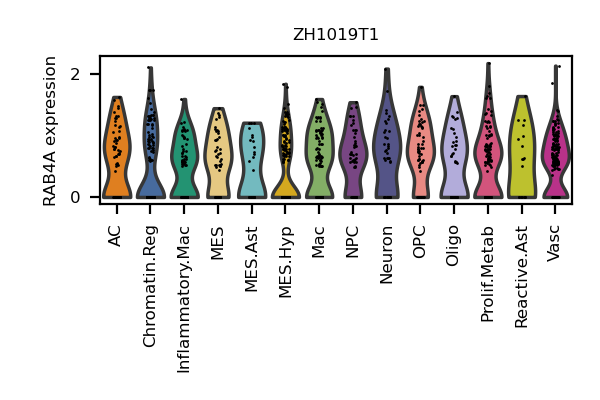 ZH1019T1
RAB4A expression
2
0
AC
Chromatin.Reg
Inflammatory.Mac
MES
MES.Ast
MES.Hyp
Mac
NPC
Neuron
OPC
Oligo
Prolif.Metab
Reactive.Ast
Vasc